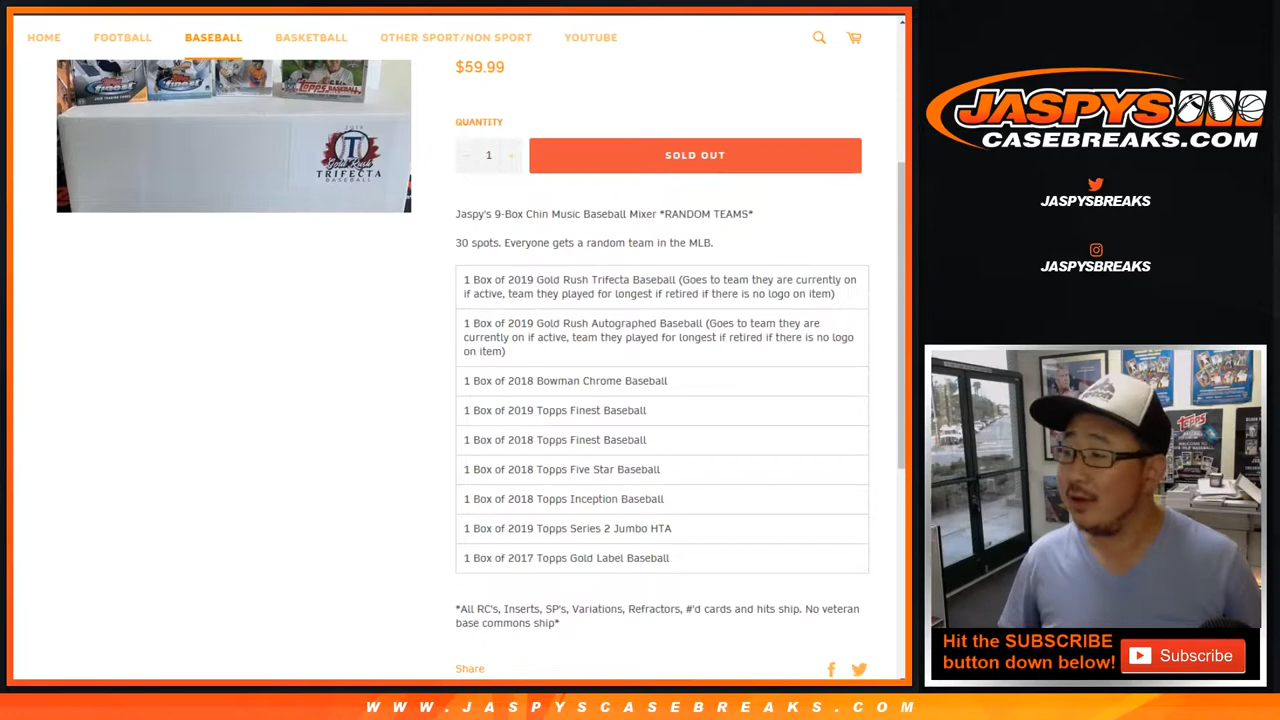 HOME FOOTBALL BASEBALL BASKETBALL OTHER SPORT/NON SPORT YOUTUBE
$59.99
QUANTITY
- 1 +
SOLD OUT
2019
Gold Rush
TRIFECTA
BASEBALL
Jaspy's 9-Box Chin Music Baseball Mixer *RANDOM TEAMS*
30 spots. Everyone gets a random team in the MLB.
1 Box of 2019 Gold Rush Trifecta Baseball (Goes to team they are currently on
if active, team they played for longest if retired if there is no logo on item)
1 Box of 2019 Gold Rush Autographed Baseball (Goes to team they are
currently on if active, team they played for longest if retired if there is no logo
on item)
1 Box of 2018 Bowman Chrome Baseball
1 Box of 2019 Topps Finest Baseball
1 Box of 2018 Topps Finest Baseball
1 Box of 2018 Topps Five Star Baseball
1 Box of 2018 Topps Inception Baseball
1 Box of 2019 Topps Series 2 Jumbo HTA
1 Box of 2017 Topps Gold Label Baseball
*All RC's, Inserts, SP's, Variations, Refractors, #'d cards and hits ship. No veteran
base commons ship*
Share
JASPYS
CASEBREAKS.COM
JASPYSBREAKS
JASPYSBREAKS
Topps
Hit the SUBSCRIBE
button down below!
Subscribe
WWW.JASPYSCASEBREAKS.COM